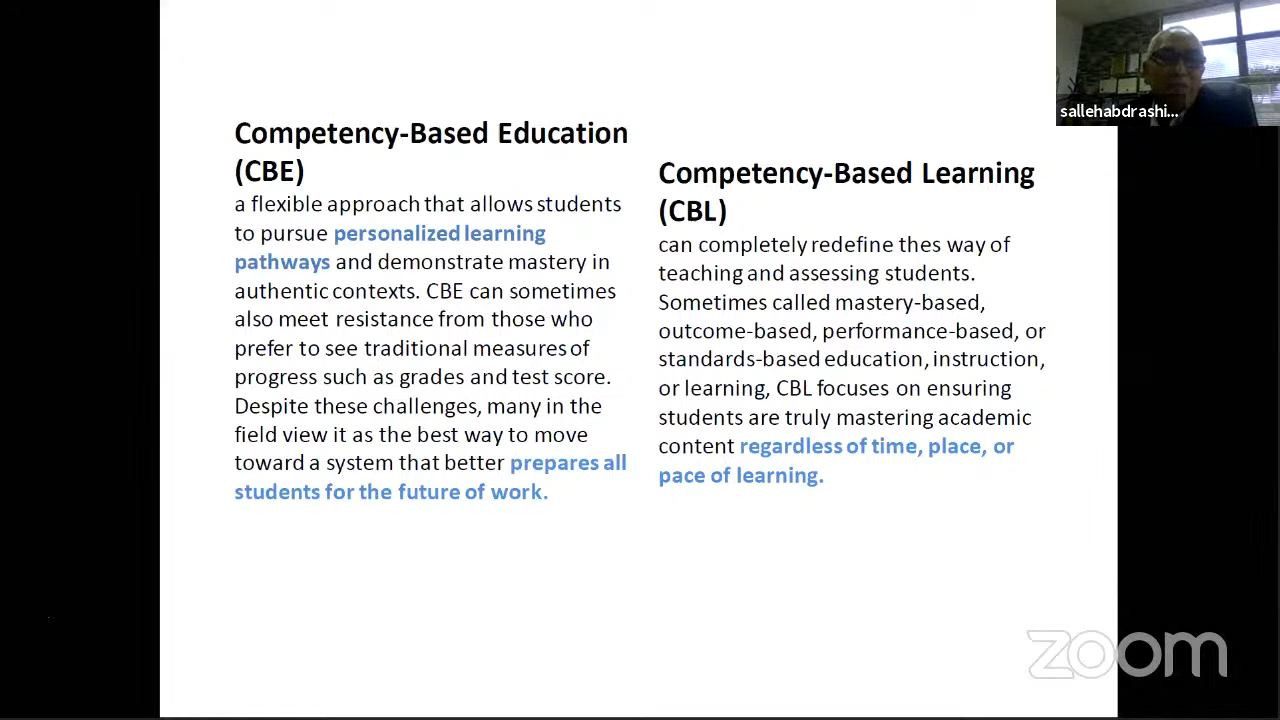 Competency-Based Education
(CBE)
a flexible approach that allows students
to pursue personalized learning
pathways and demonstrate mastery in
authentic contexts. CBE can sometimes
also meet resistance from those who
prefer to see traditional measures of
progress such as grades and test score.
Despite these challenges, many in the
field view it as the best way to move
toward a system that better prepares all
students for the future of work.
Competency-Based Learning
(CBL)
can completely redefine thes way of
teaching and assessing students.
Sometimes called mastery-based,
outcome-based, performance-based, or
standards-based education, instruction,
or learning, CBL focuses on ensuring
students are truly mastering academic
content regardless of time, place, or
pace of learning.
sallehabdrashi...
zoom